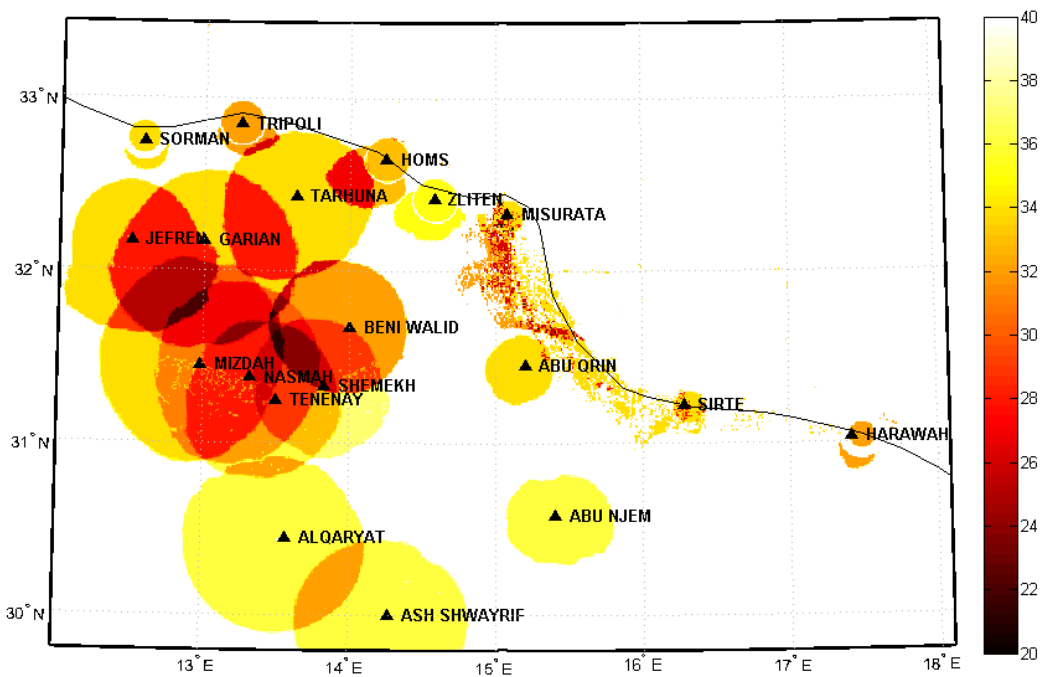 40
33°N
TRIPOLI
38
SORMAN
HOMS
36
TARHUNA
ZLITEN
MISURATA
34
JEFREN
GARIAN
32°N
32
BENI WALID
30
MIZDAH
ABU QRIN
NASMAH
SHEMEKH
28
TENENAY
SIRTE
31°N
HARAWAH
26
ABU NJEM
24
ALQARYAT
30°N
ASH SHWAYRIF
22
20
13°E
14°E
15°E
16°E
17°E
18°E